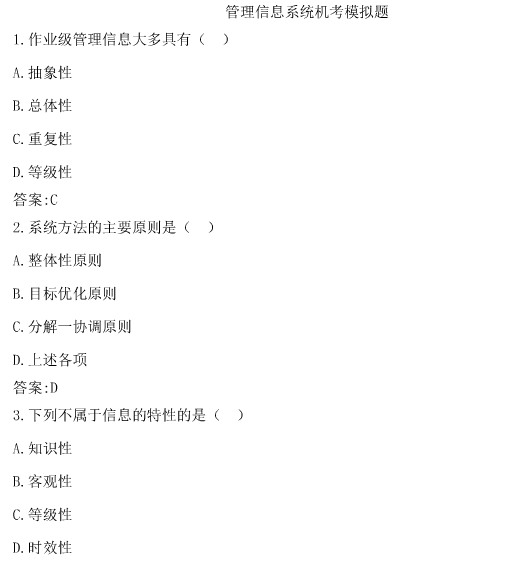 管理信息系统机考模拟题
1.作业级管理信息大多具有（ ）
A.抽象性
B.总体性
C.重复性
D.等级性
答案:C
2.系统方法的主要原则是（ ）
A.整体性原则
B.目标优化原则
C.分解一协调原则
D.上述各项
答案:D
3.下列不属于信息的特性的是（ ）
A.知识性
B.客观性
C.等级性
D.时效性